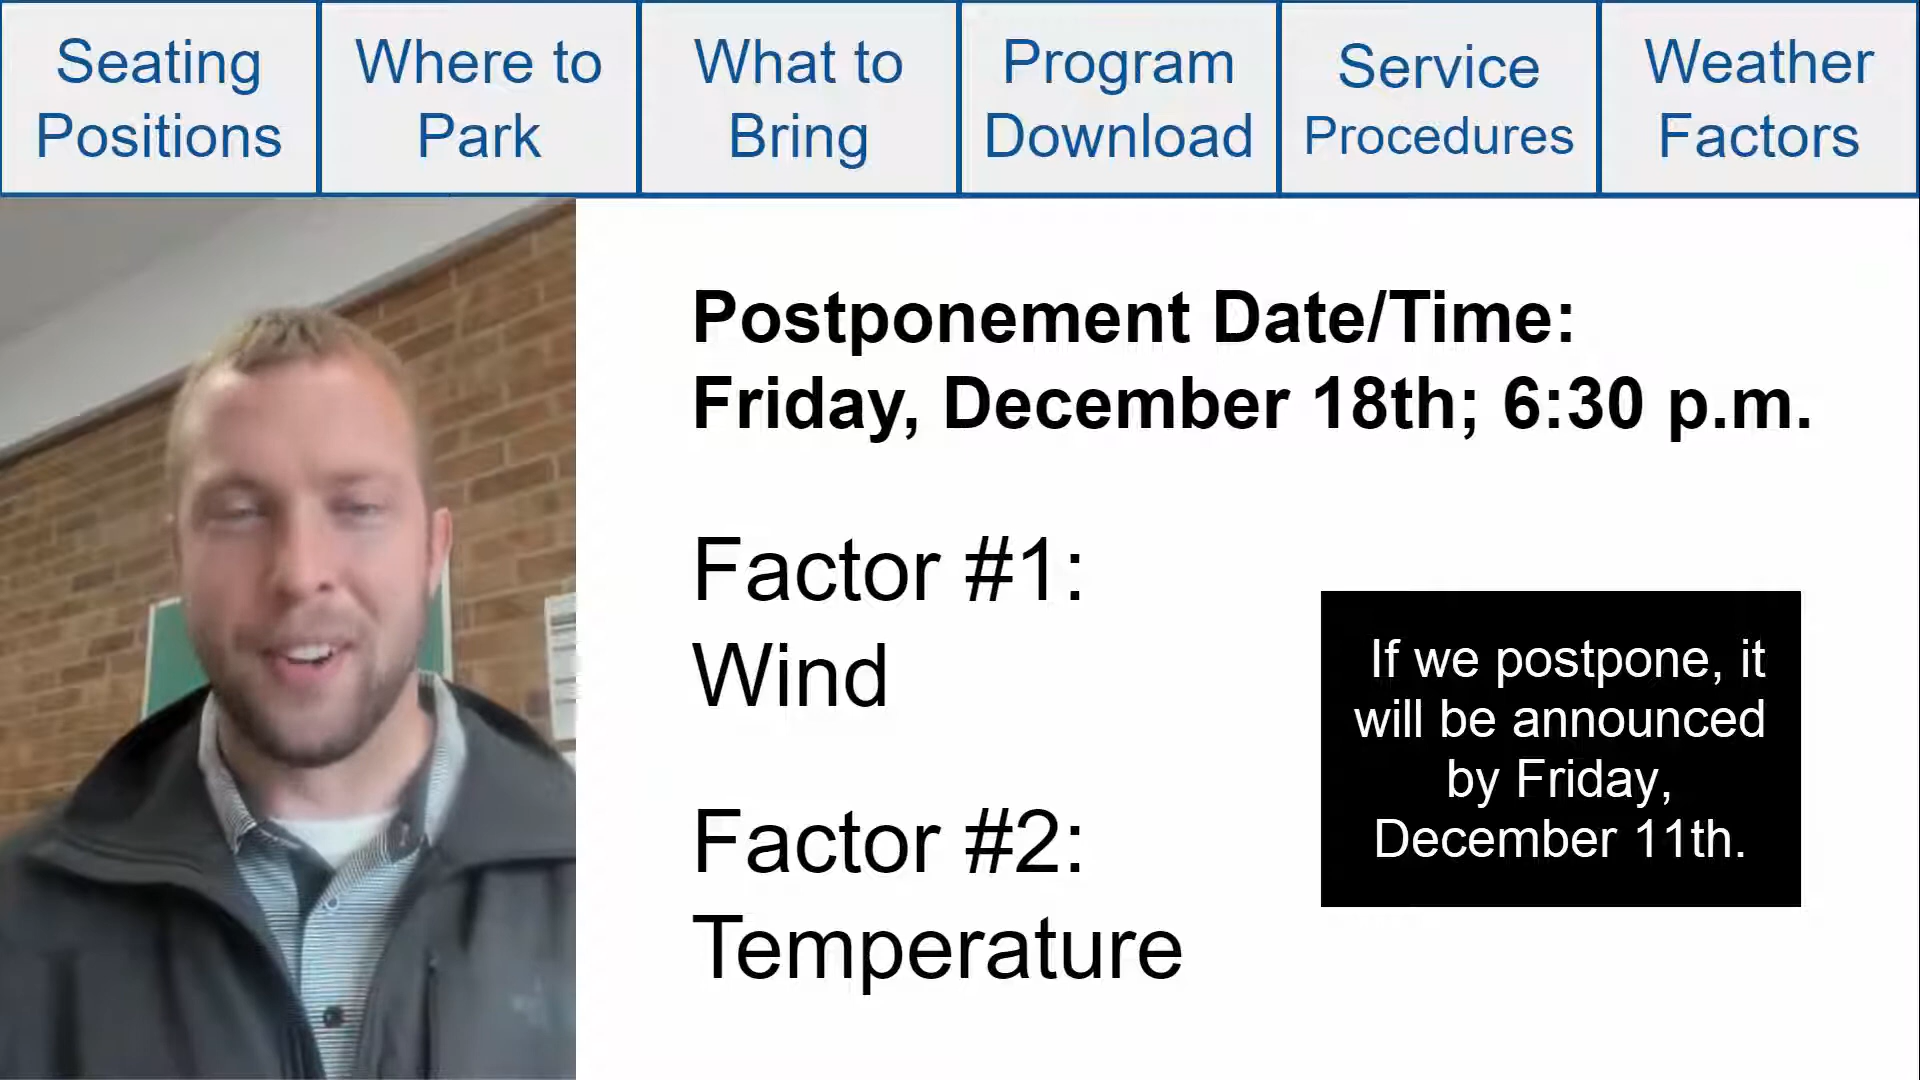 Seating
Positions
Where to
Park
What to
Bring
Program
Download
Service
Procedures
Weather
Factors
Postponement Date/Time:
Friday, December 18th; 6:30 p.m.
Factor #1:
Wind
Factor #2:
Temperature
If we postpone, it
will be announced
by Friday,
December 11th.